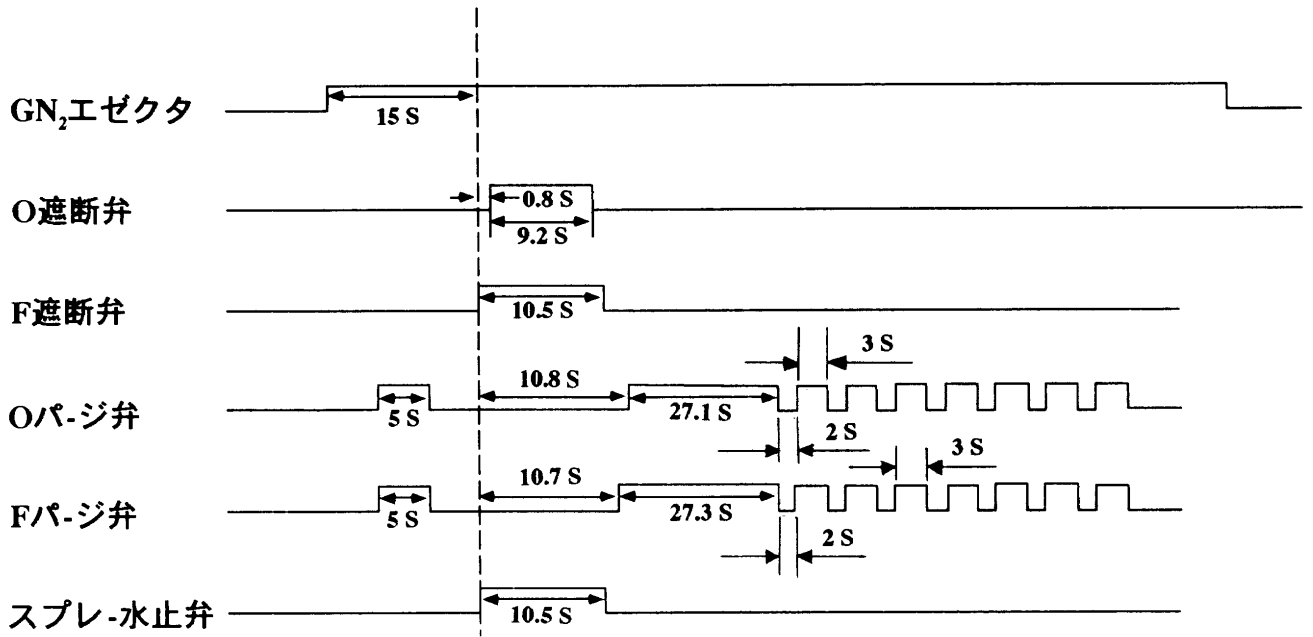 GN₂エゼクタ
15 S
O遮断弁
0.8 S
9.2 S
F遮断弁
10.5 S
3 S
Oパ-ジ弁
5 S
10.8 S
27.1 S
2 S
3 S
Fパ-ジ弁
5 S
10.7 S
27.3 S
2 S
スプレ-水止弁
10.5 S